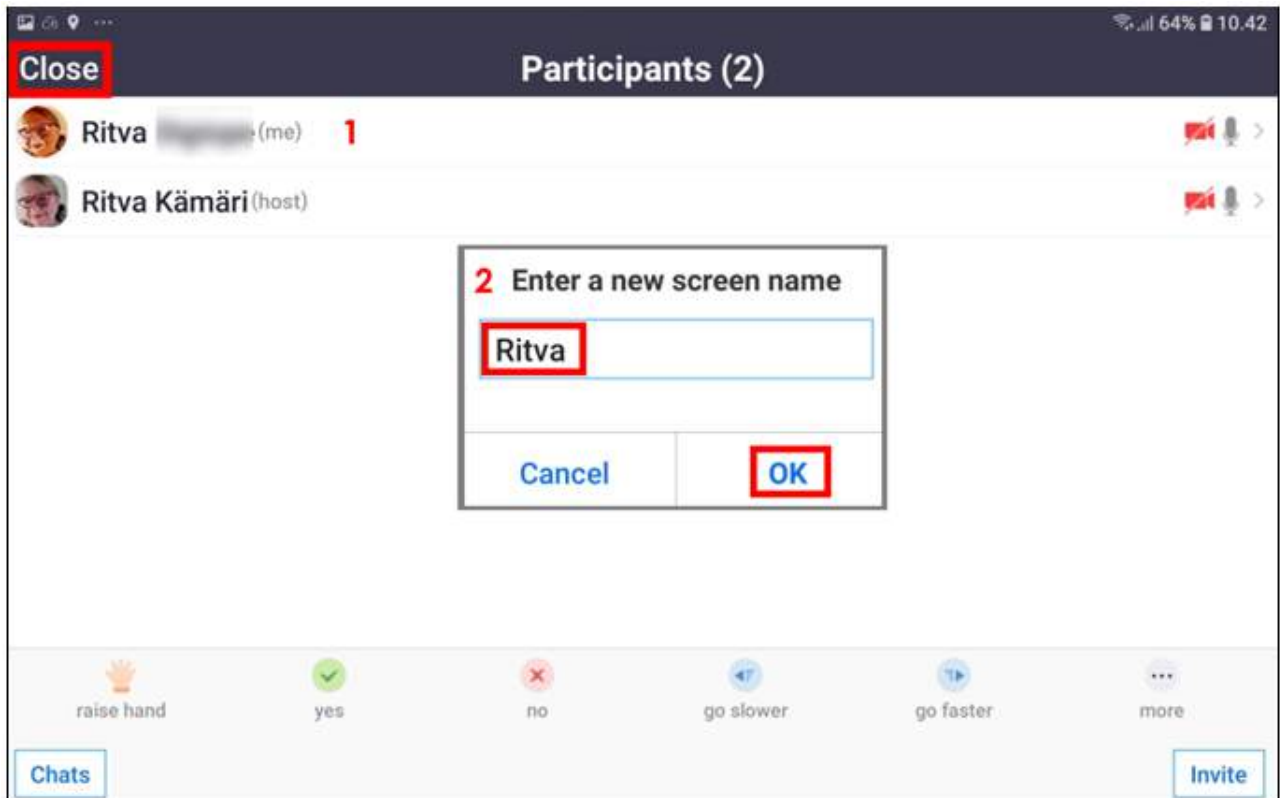 64% 10.42
Close Participants (2)
Ritva (me) 1
Ritva Kämäri (host)
2 Enter a new screen name
Ritva
Cancel OK
raise hand yes no go slower go faster more
Chats Invite